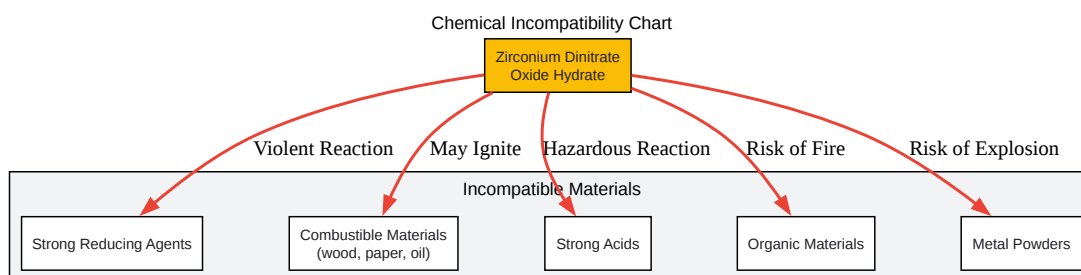 Chemical Incompatibility Chart
Zirconium Dinitrate
Oxide Hydrate
Violent Reaction
May Ignite
Hazardous Reaction
Risk of Fire
Risk of Explosion
Incompatible Materials
Strong Reducing Agents
Combustible Materials
(wood, paper, oil)
Strong Acids
Organic Materials
Metal Powders